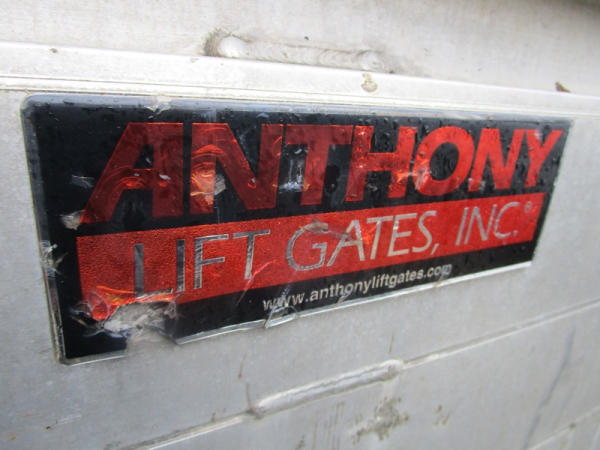 ANTHONY
LIFT GATES, INC.®
www.anthonyliftgates.com